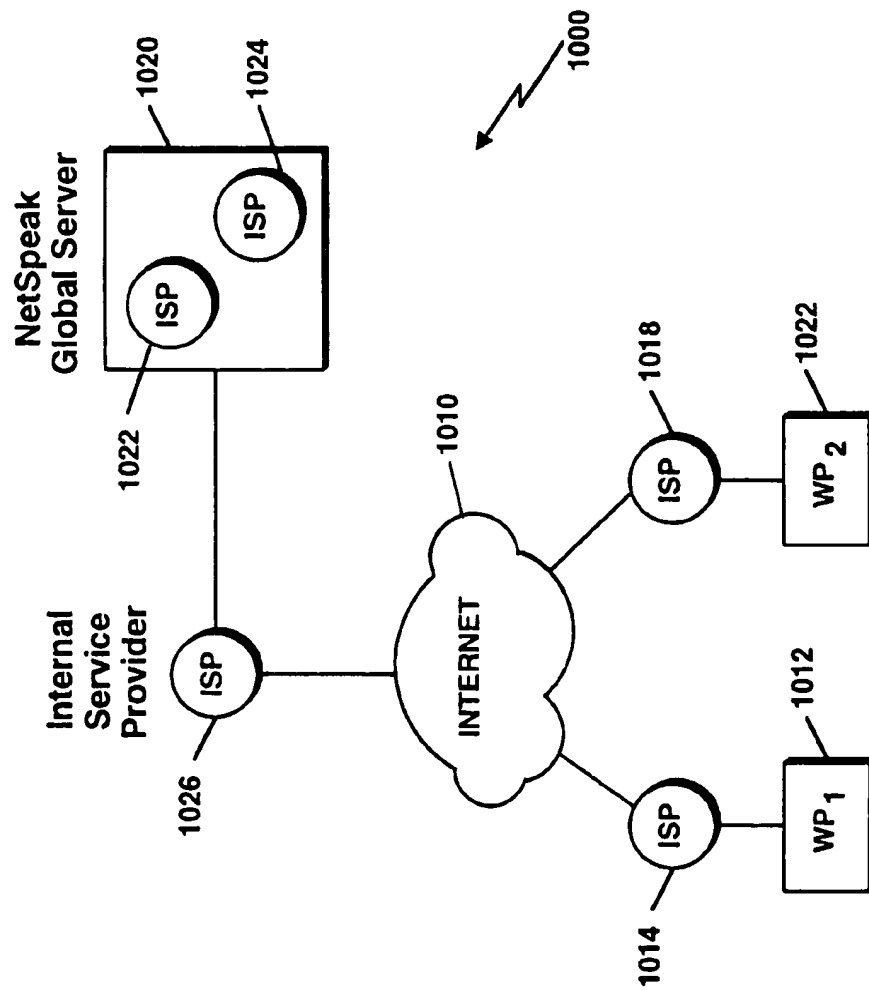 NetSpeak
Global Server
1020
1024
ISP
ISP
1022
Internal
Service
Provider
ISP
1026
1000
1010
INTERNET
ISP
1014
ISP
1018
WP1
1012
WP2
1022